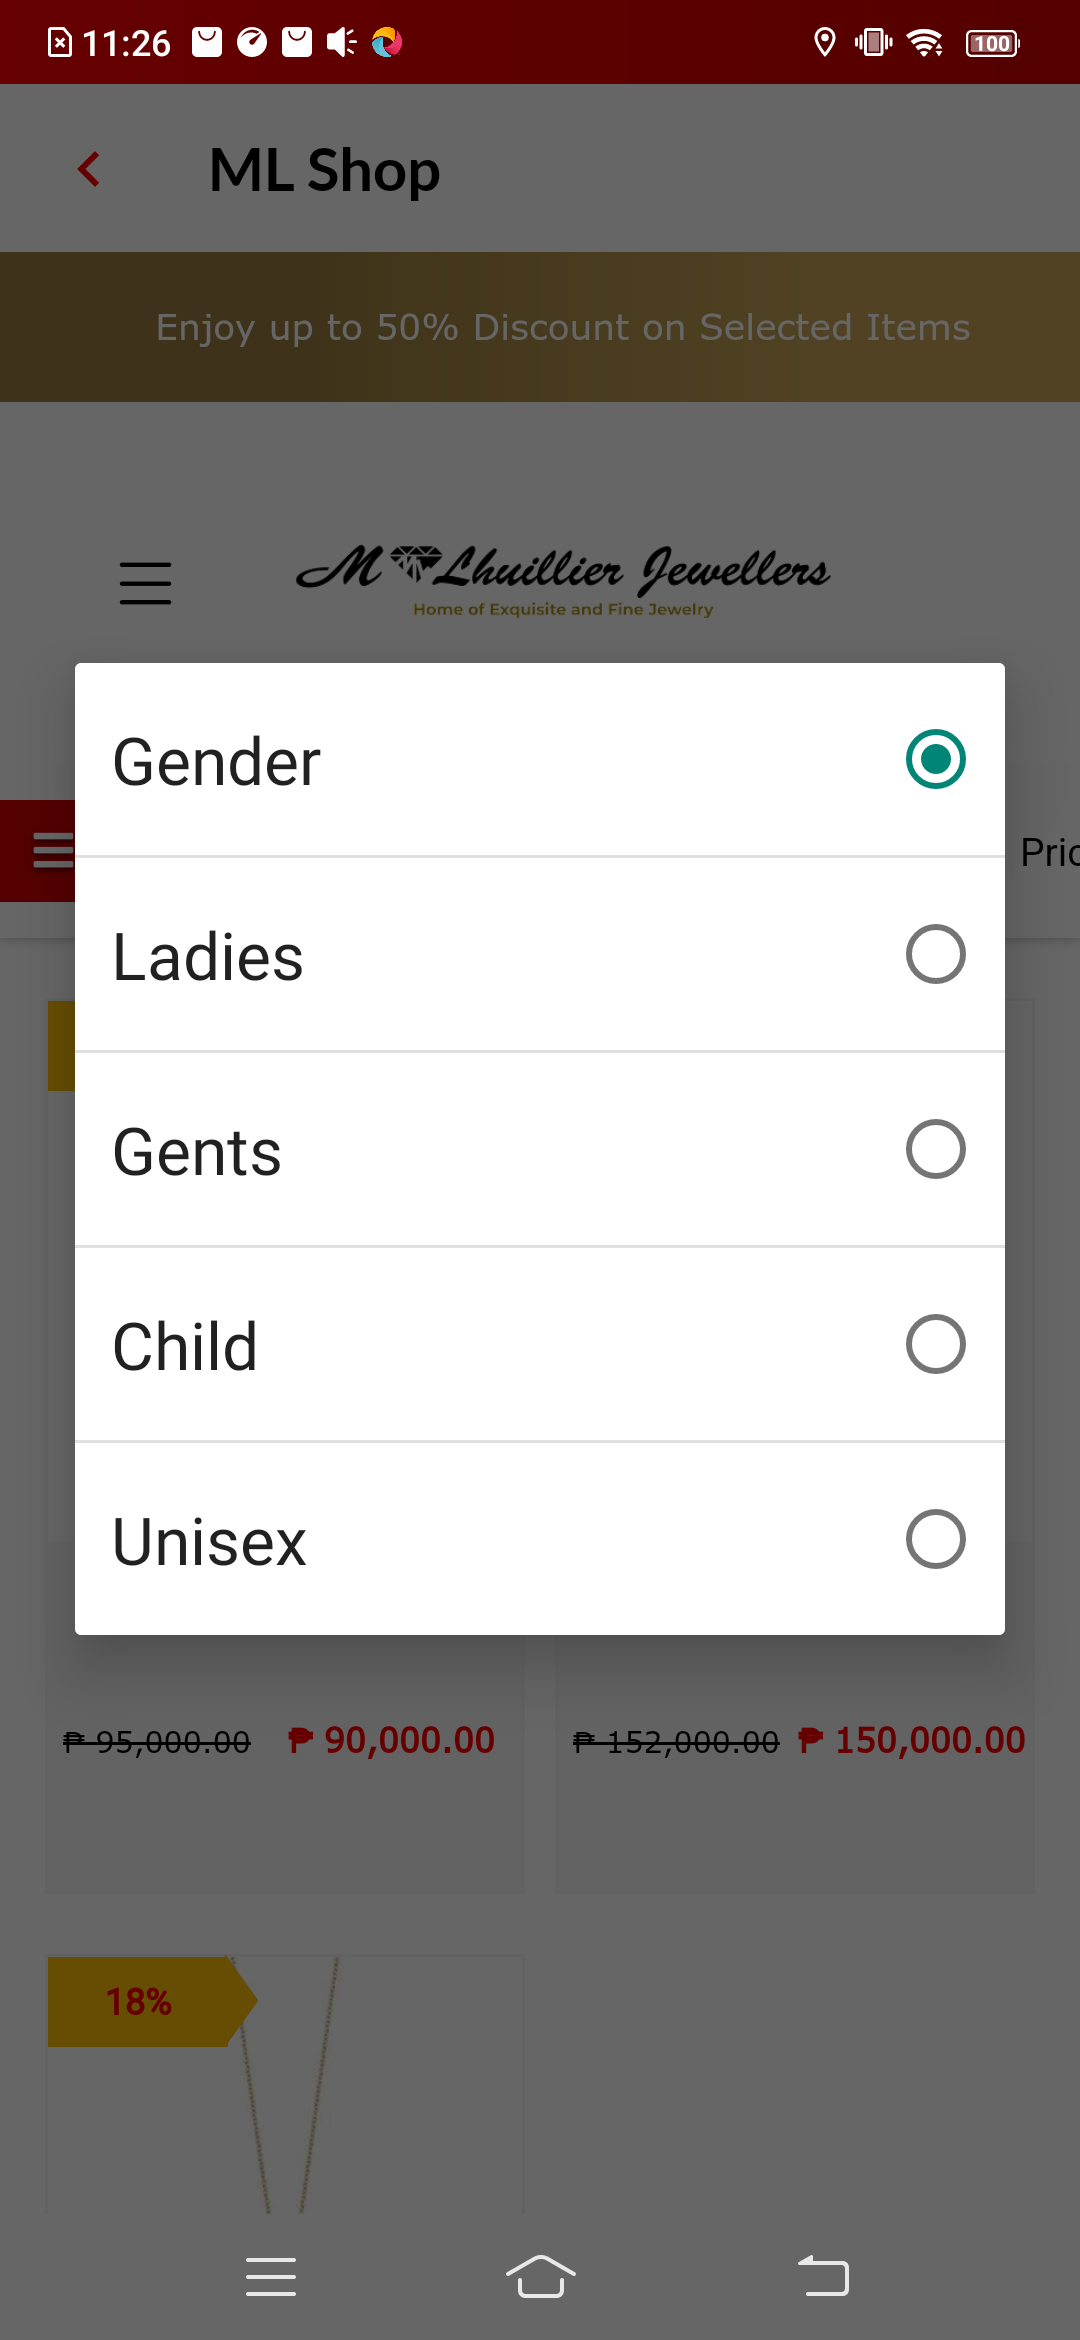 11:26
100
ML Shop
Enjoy up to 50% Discount on Selected Items
M Lhuillier Jewellers
Home of Exquisite and Fine Jewelry
Gender
Pric
Ladies
Gents
Child
Unisex
₱ 95,000.00 ₱ 90,000.00
₱ 152,000.00 ₱ 150,000.00
18%